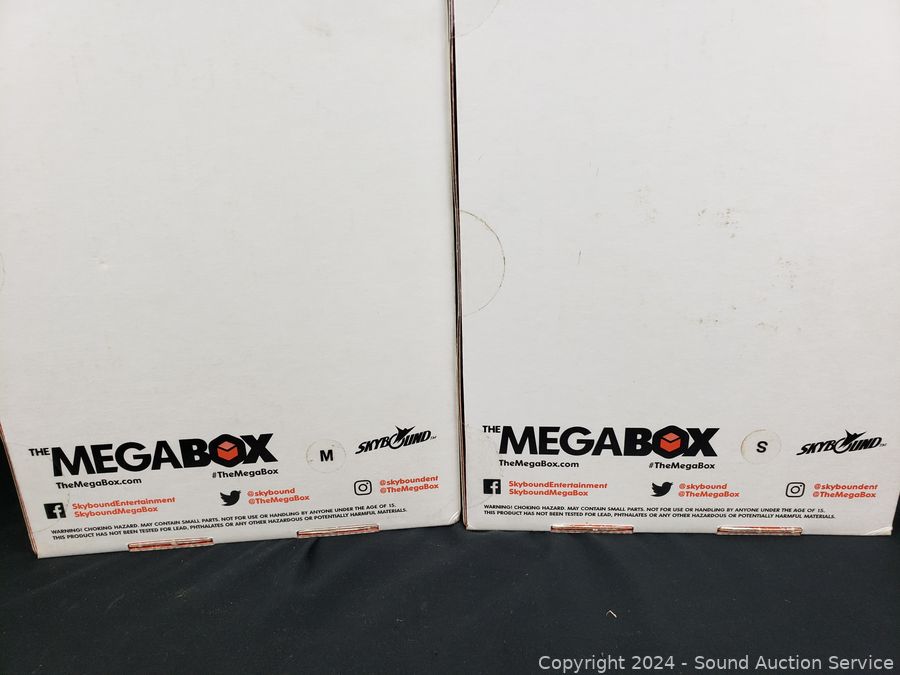 THE MEGABOX
M
SKYBOUND
TheMegaBox.com
#TheMegaBox
SkyboundEntertainment
SkyboundMegaBox
@skybound
@TheMegaBox
@skyboundent
@TheMegaBox
WARNING! CHOKING HAZARD. MAY CONTAIN SMALL PARTS. NOT FOR USE OR HANDLING BY ANYONE UNDER THE AGE OF 15.
THIS PRODUCT HAS NOT BEEN TESTED FOR LEAD, PHTHALATES OR ANY OTHER HAZARDOUS OR POTENTIALLY HARMFUL MATERIALS.
THE MEGABOX
S
SKYBOUND
TheMegaBox.com
#TheMegaBox
SkyboundEntertainment
SkyboundMegaBox
@skybound
@TheMegaBox
@skyboundent
@TheMegaBox
WARNING! CHOKING HAZARD. MAY CONTAIN SMALL PARTS. NOT FOR USE OR HANDLING BY ANYONE UNDER THE AGE OF 15.
THIS PRODUCT HAS NOT BEEN TESTED FOR LEAD, PHTHALATES OR ANY OTHER HAZARDOUS OR POTENTIALLY HARMFUL MATERIALS.
Copyright 2024 - Sound Auction Service